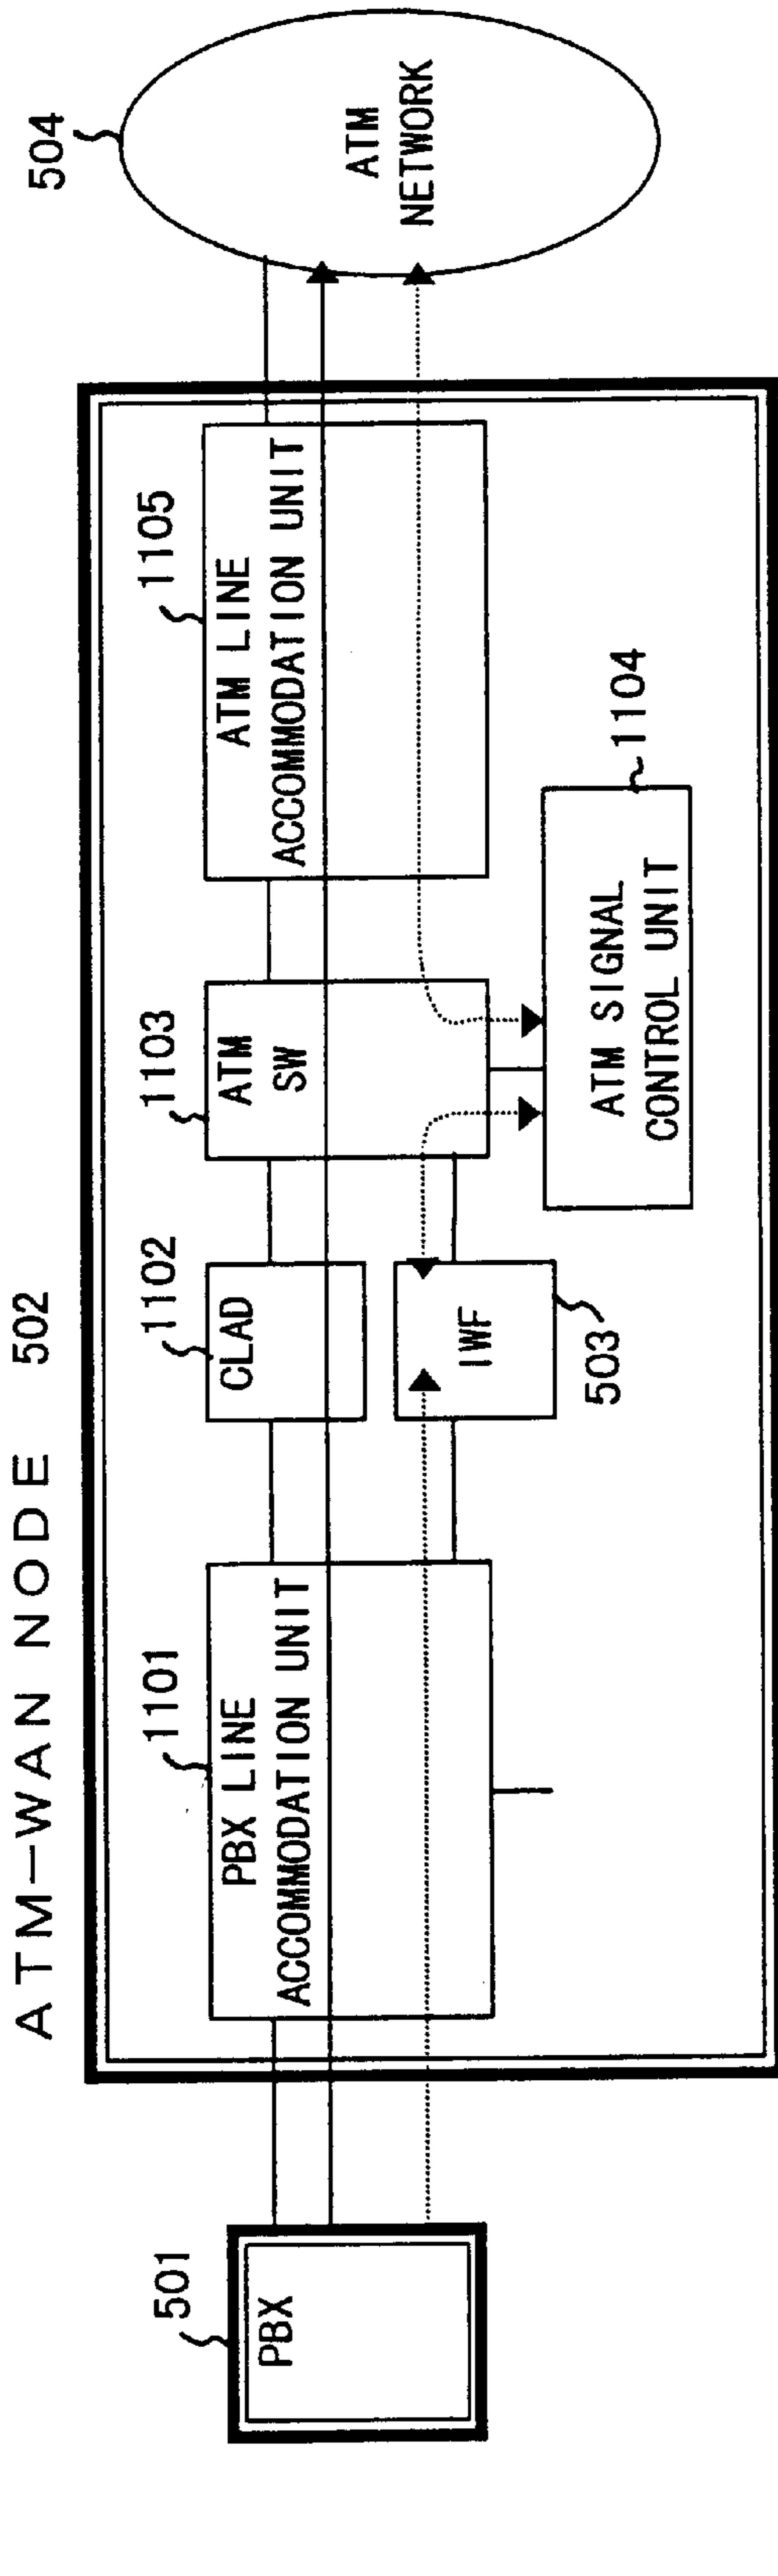 ATM-WAN NODE 502
501
PBX
1101
PBX LINE
ACCOMMODATION UNIT
1102
CLAD
IWF
503
1103
ATM
SW
ATM SIGNAL
CONTROL UNIT
1104
1105
ATM LINE
ACCOMMODATION UNIT
504
ATM
NETWORK